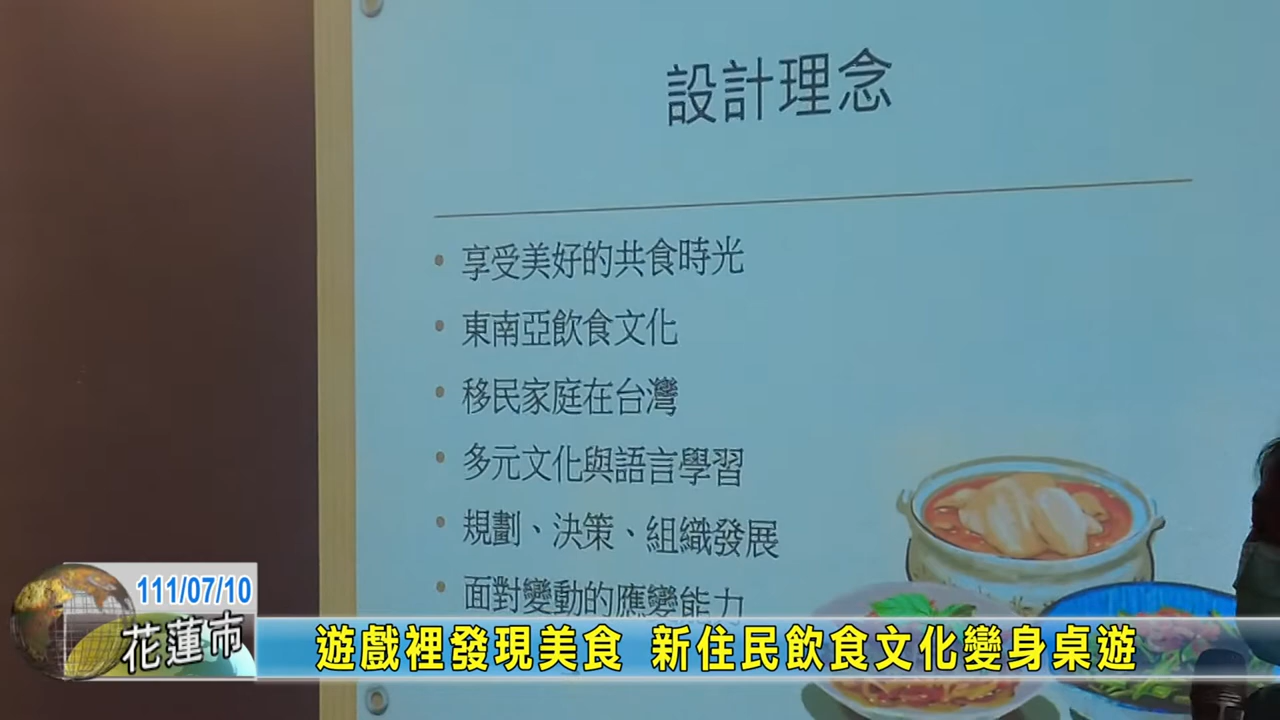 設計理念
• 享受美好的共食時光
• 東南亞飲食文化
• 移民家庭在台灣
• 多元文化與語言學習
• 規劃、決策、組織發展
• 面對變動的應變能力
111/07/10
花蓮市
遊戲裡發現美食 新住民飲食文化變身桌遊